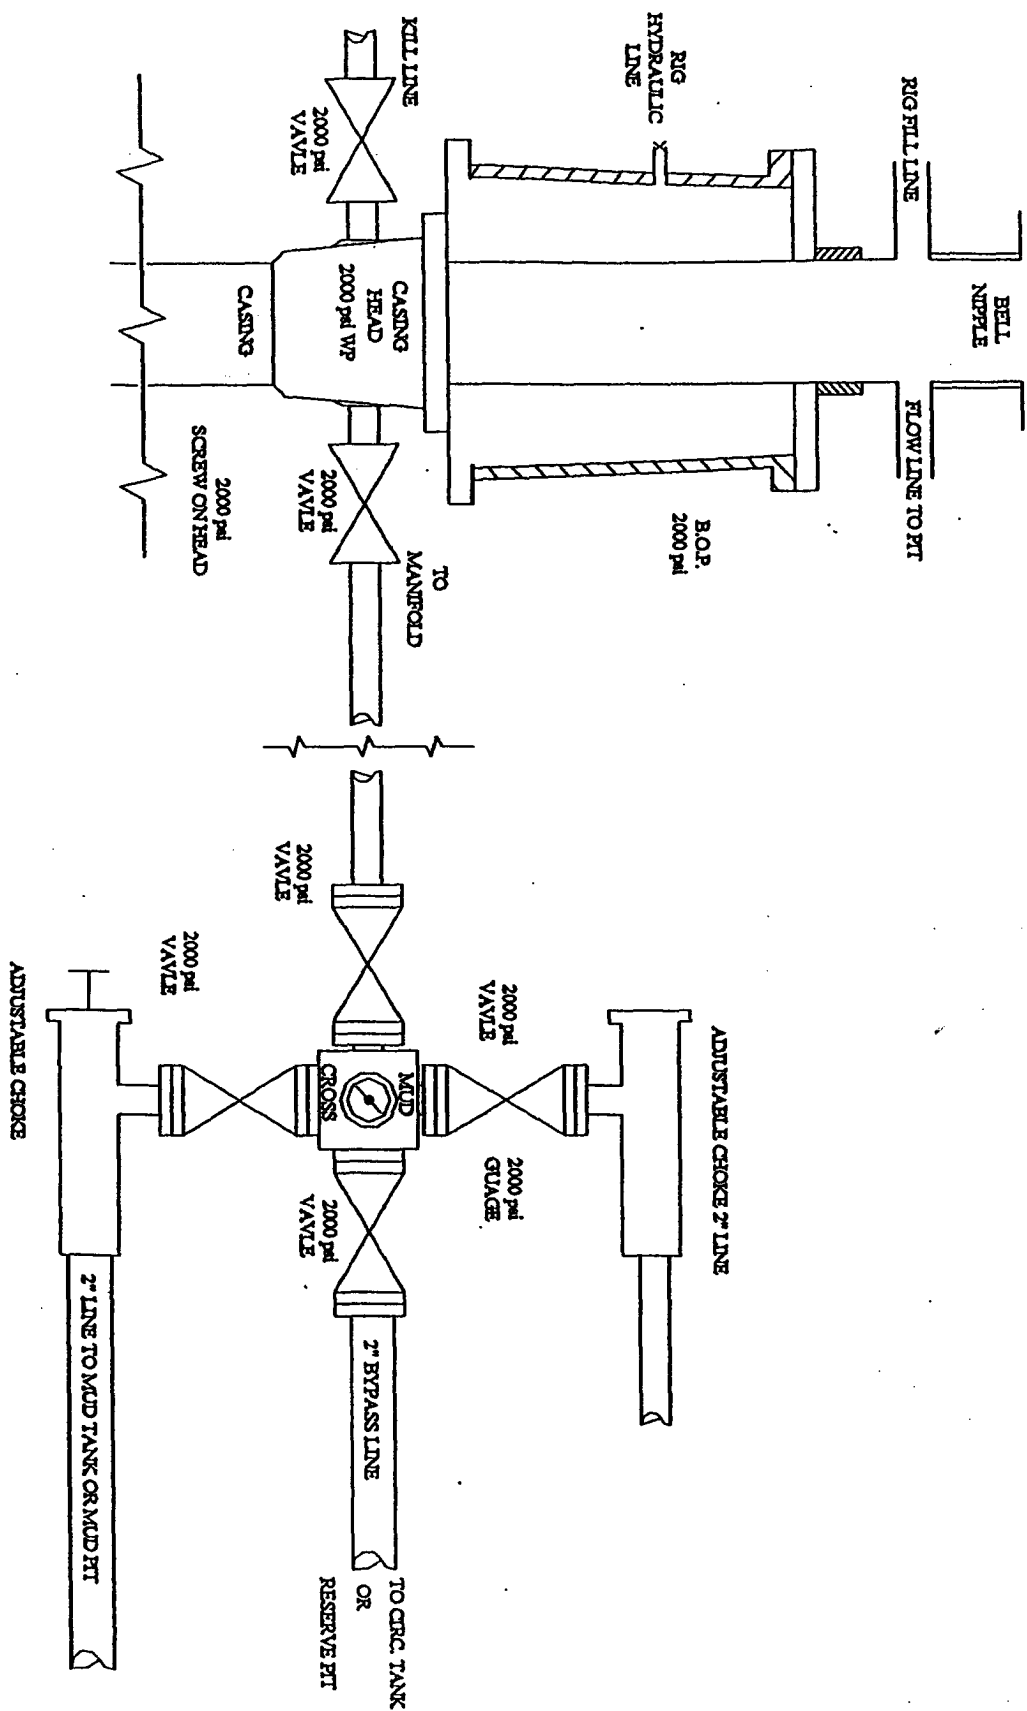 BELL
NIPPLE
RIG FILL LINE
FLOW LINE TO PIT
RIG
HYDRAULIC
LINE
B.O.P.
2000 psi
KILL LINE
2000 psi
VAVLE
CASING
HEAD
2000 psi WP
2000 psi
VAVLE
TO
MANIFOLD
CASING
2000 psi
SCREW ON HEAD
2000 psi
VAVLE
ADJUSTABLE CHOKE 2" LINE
2000 psi
VAVLE
2000 psi
GUAGE
MUD
CROSS
2000 psi
VAVLE
2" BYPASS LINE
TO CIRC. TANK
OR
RESERVE PIT
2000 psi
VAVLE
ADJUSTABLE CHOKE
2" LINE TO MUD TANK OR MUD PIT